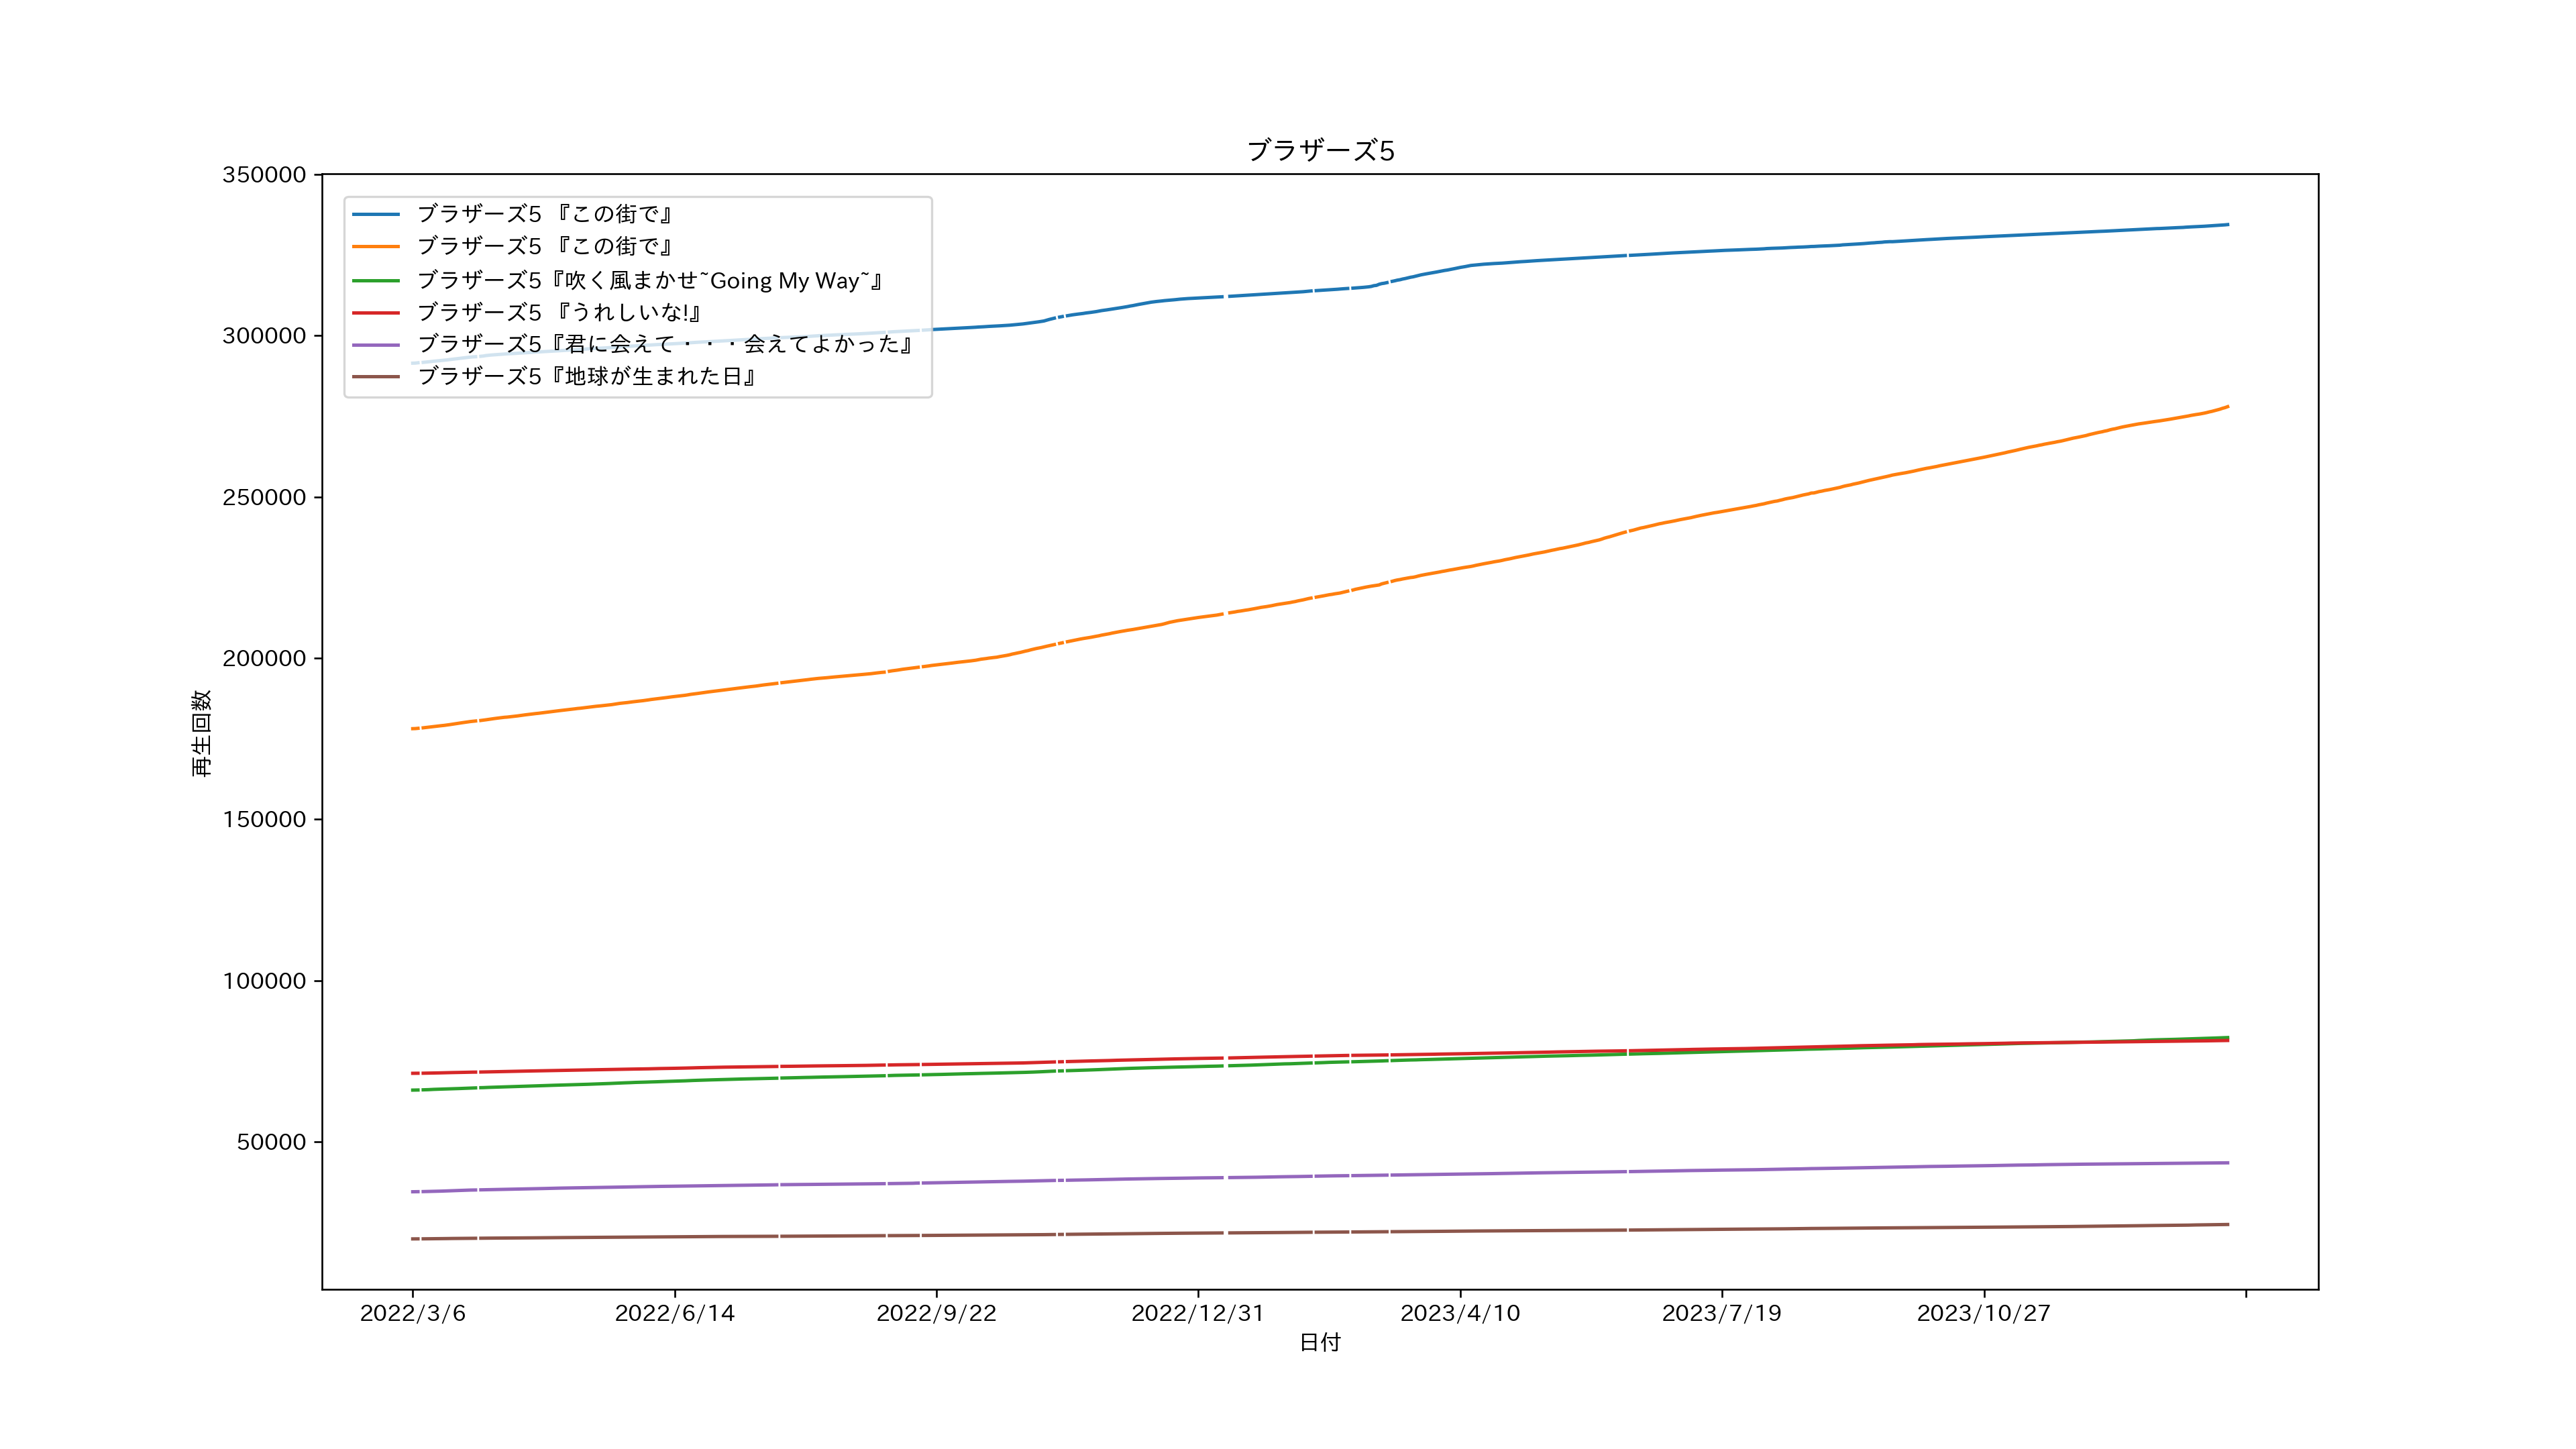 ブラザーズ5
350000
300000
250000
200000
150000
100000
50000
再生回数
ブラザーズ5 『この街で』
ブラザーズ5 『この街で』
ブラザーズ5『吹く風まかせ~Going My Way~』
ブラザーズ5 『うれしいな!』
ブラザーズ5『君に会えて・・・会えてよかった』
ブラザーズ5『地球が生まれた日』
2022/3/6
2022/6/14
2022/9/22
2022/12/31
2023/4/10
2023/7/19
2023/10/27
日付